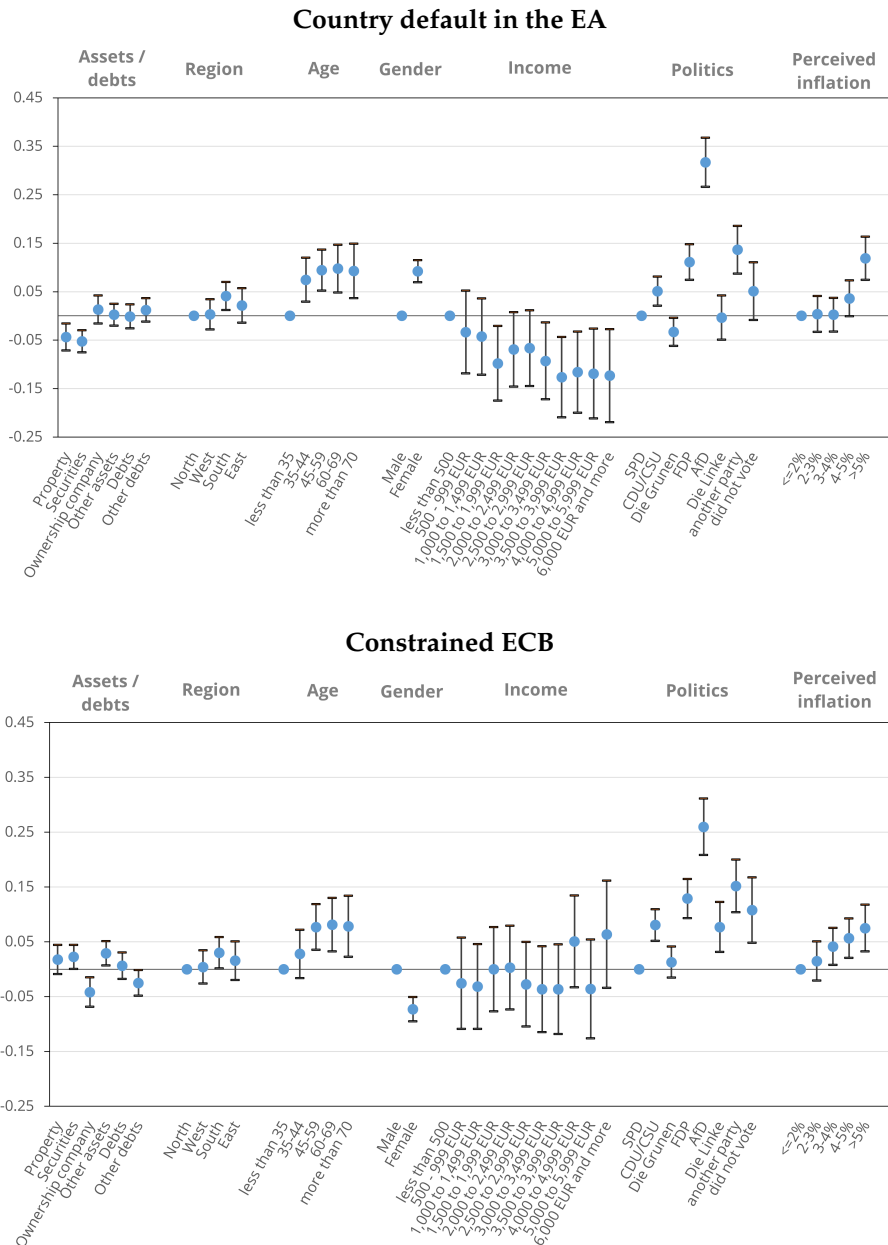 Country default in the EA
Assets / debts
Region
Age
Gender
Income
Politics
Perceived inflation
0.45
0.35
0.25
0.15
0.05
-0.05
-0.15
-0.25
Property
Securities
Ownership company
Other assets
Debts
Other debts
North
West
South
East
less than 35
35-44
45-59
60-69
more than 70
Male
Female
less than 500
500 - 999 EUR
1,000 to 1,499 EUR
1,500 to 1,999 EUR
2,000 to 2,499 EUR
2,500 to 2,999 EUR
3,000 to 3,499 EUR
3,500 to 3,999 EUR
4,000 to 4,999 EUR
5,000 to 5,999 EUR
6,000 EUR and more
SPD
CDU/CSU
Die Grunen
FDP
AfD
Die Linke
another party
did not vote
<=2%
2-3%
3-4%
4-5%
>5%
Constrained ECB
Assets / debts
Region
Age
Gender
Income
Politics
Perceived inflation
0.45
0.35
0.25
0.15
0.05
-0.05
-0.15
-0.25
Property
Securities
Ownership company
Other assets
Debts
Other debts
North
West
South
East
less than 35
35-44
45-59
60-69
more than 70
Male
Female
less than 500
500 - 999 EUR
1,000 to 1,499 EUR
1,500 to 1,999 EUR
2,000 to 2,499 EUR
2,500 to 2,999 EUR
3,000 to 3,499 EUR
3,500 to 3,999 EUR
4,000 to 4,999 EUR
5,000 to 5,999 EUR
6,000 EUR and more
SPD
CDU/CSU
Die Grunen
FDP
AfD
Die Linke
another party
did not vote
<=2%
2-3%
3-4%
4-5%
>5%